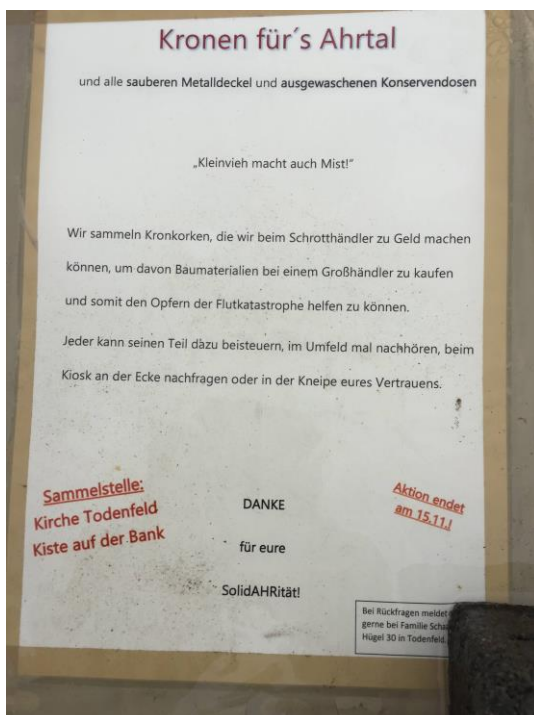 Kronen für´s Ahrtal
und alle sauberen Metalldeckel und ausgewaschenen Konservendosen
„Kleinvieh macht auch Mist!“
Wir sammeln Kronkorken, die wir beim Schrotthändler zu Geld machen
können, um davon Baumaterialien bei einem Großhändler zu kaufen
und somit den Opfern der Flutkatastrophe helfen zu können.
Jeder kann seinen Teil dazu beisteuern, im Umfeld mal nachhören, beim
Kiosk an der Ecke nachfragen oder in der Kneipe eures Vertrauens.
Sammelstelle:
Kirche Todenfeld
Kiste auf der Bank
Aktion endet
am 15.11.!
DANKE
für eure
SolidAHRität!
Bei Rückfragen meldet
gerne bei Familie
Hügel 30 in Todenfeld.